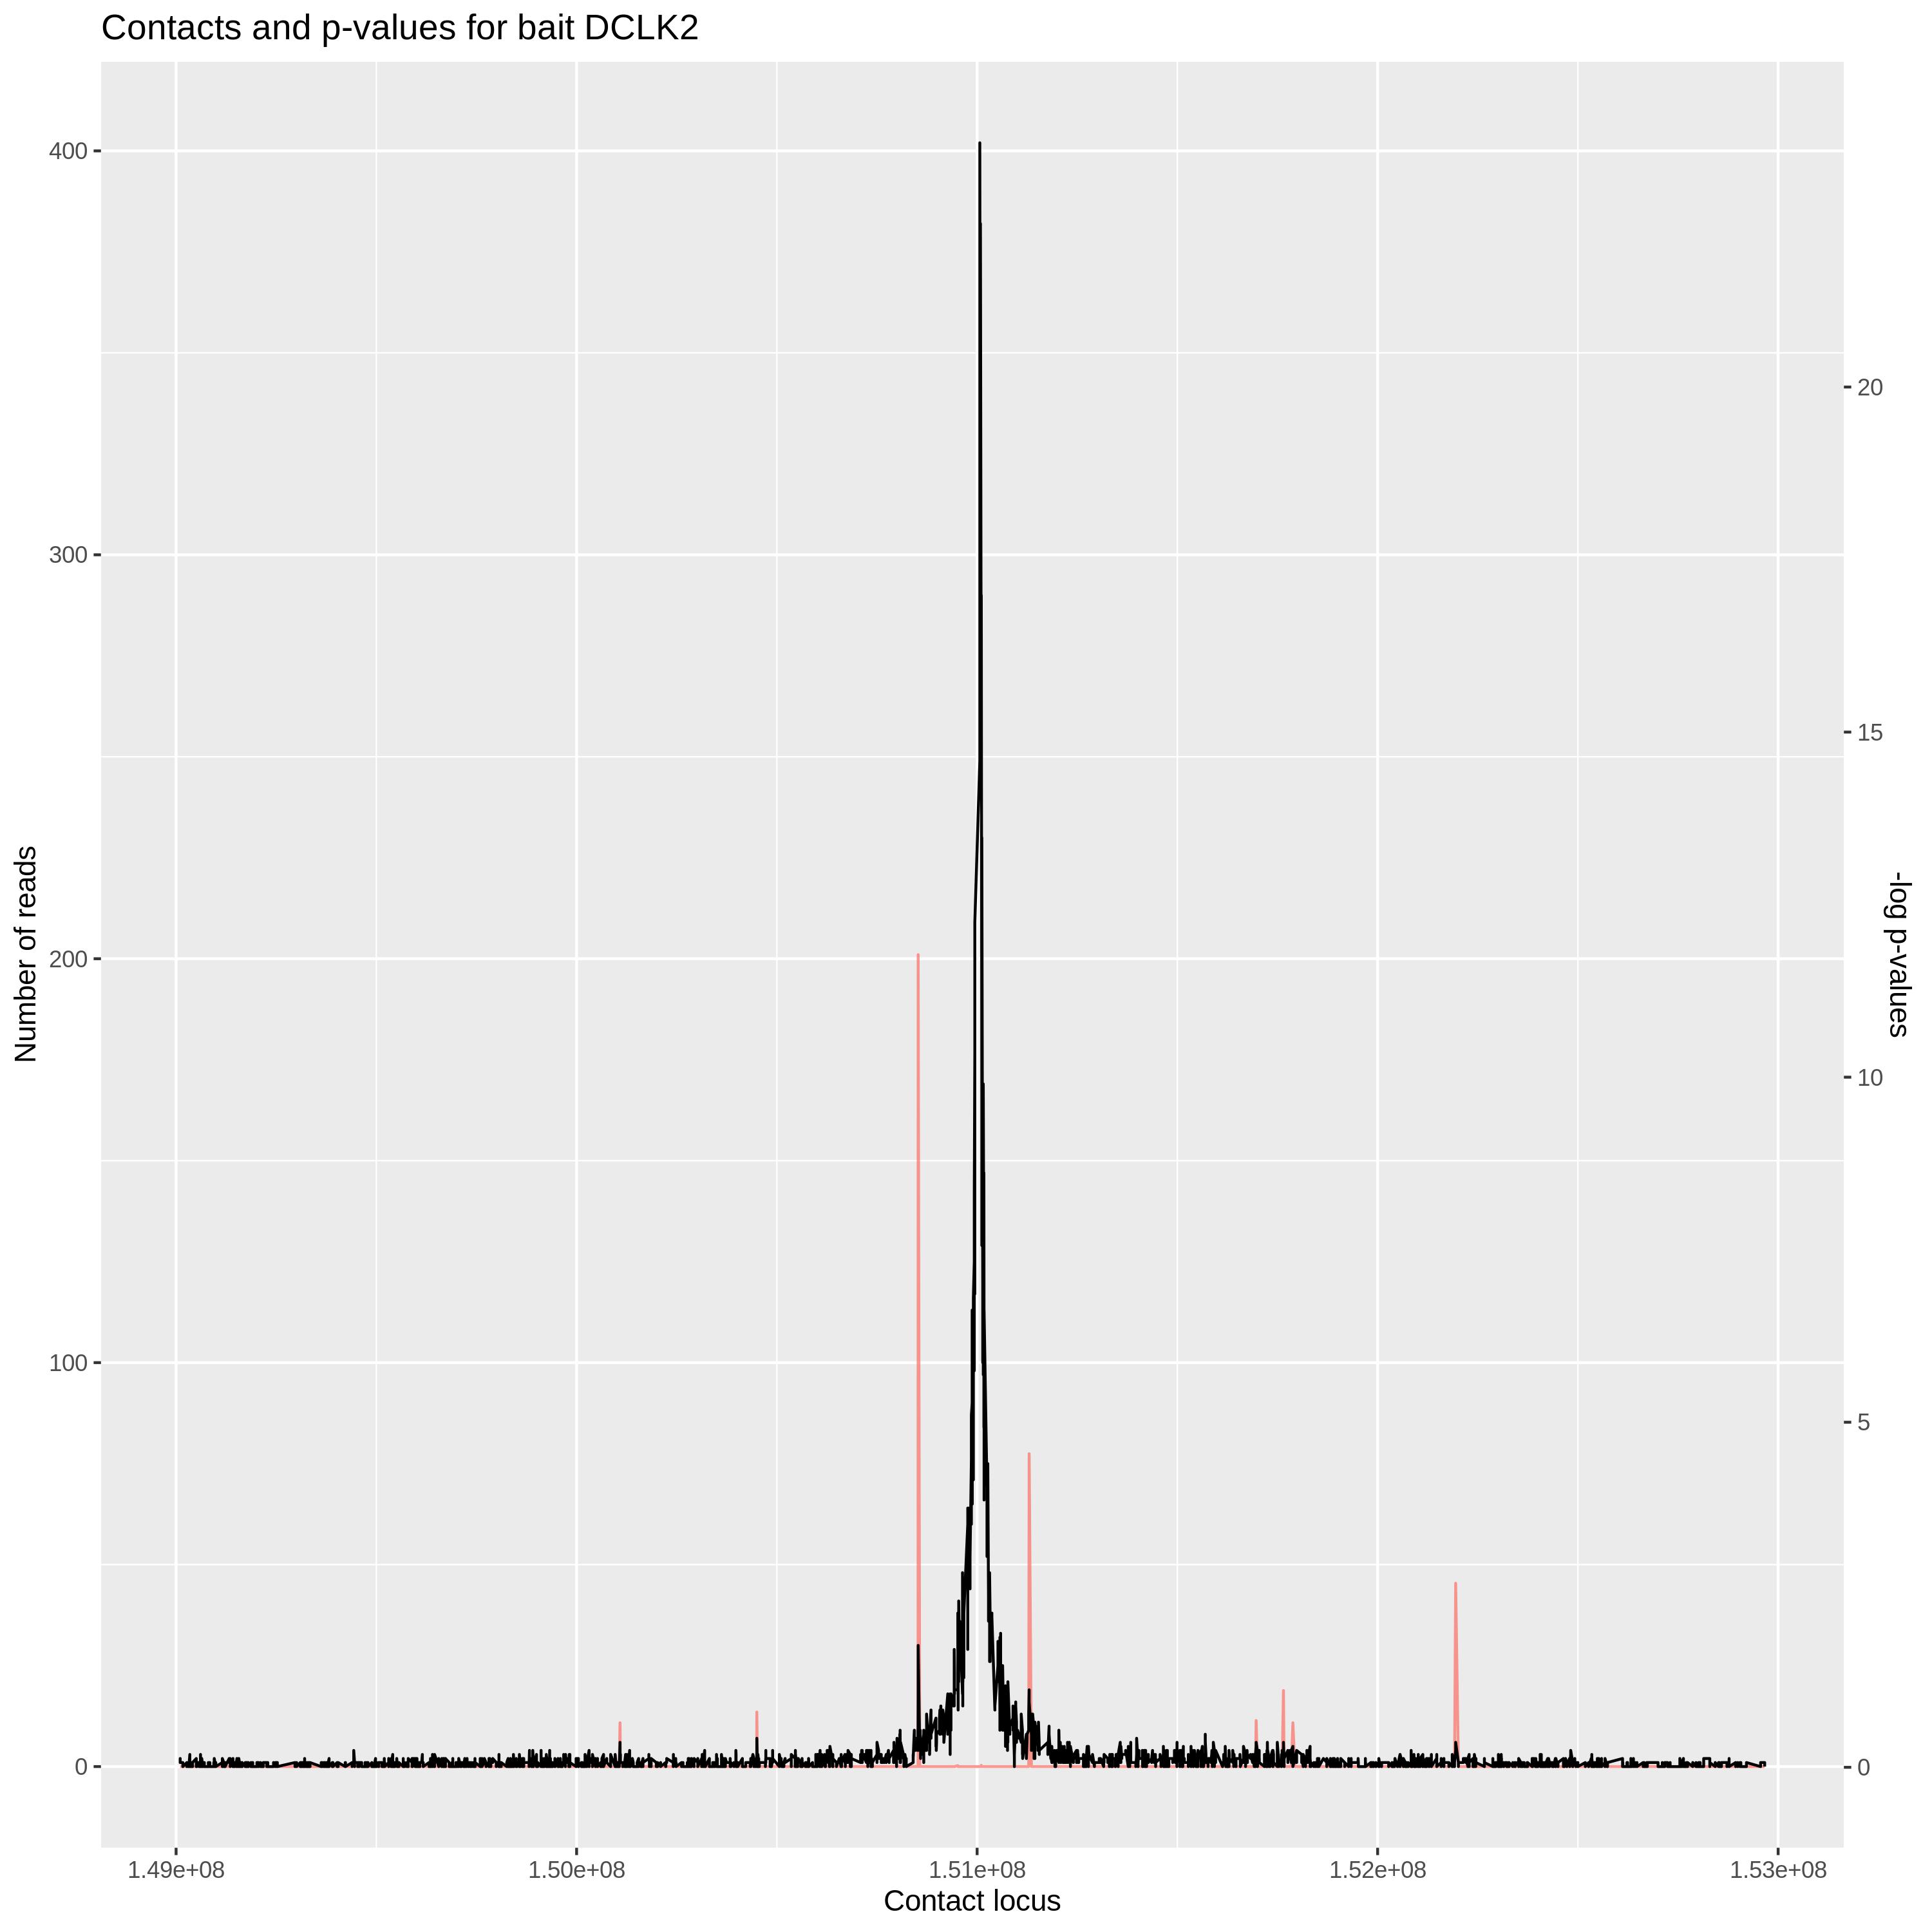 Contacts and p-values for bait DCLK2
400
300
200
100
0
Number of reads
20
15
10
5
0
-log p-values
1.49e+08
1.50e+08
1.51e+08
1.52e+08
1.53e+08
Contact locus